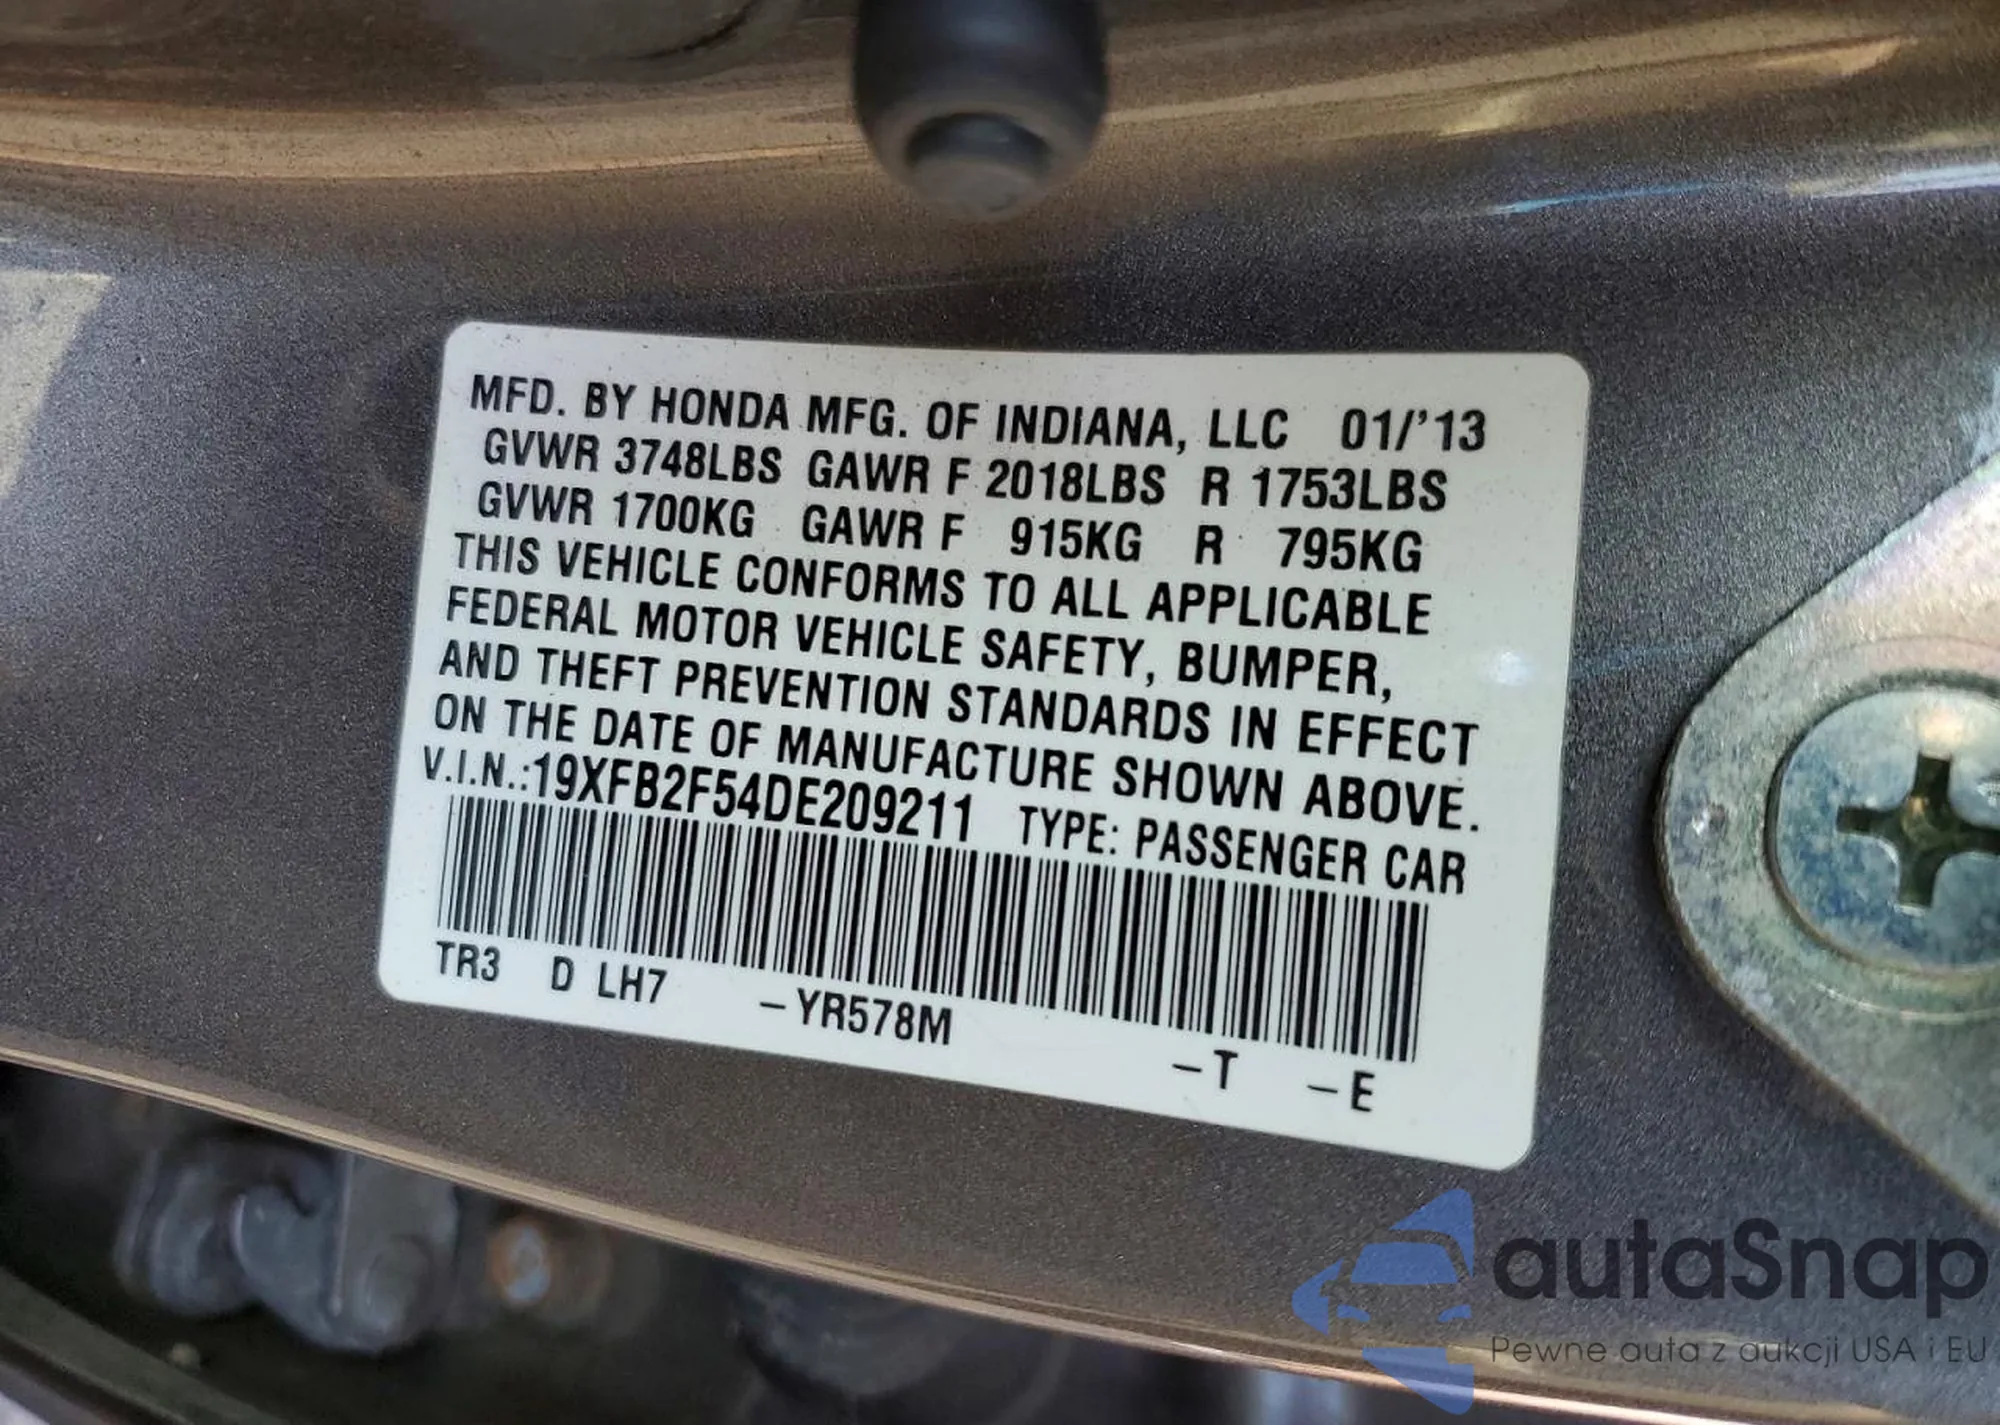 MFD. BY HONDA MFG. OF INDIANA, LLC 01/'13
GVWR 3748LBS GAWR F 2018LBS R 1753LBS
GVWR 1700KG GAWR F 915KG R 795KG
THIS VEHICLE CONFORMS TO ALL APPLICABLE
FEDERAL MOTOR VEHICLE SAFETY, BUMPER,
AND THEFT PREVENTION STANDARDS IN EFFECT
ON THE DATE OF MANUFACTURE SHOWN ABOVE.
V.I.N.:19XFB2F54DE209211 TYPE: PASSENGER CAR
TR3 D LH7 –YR578M –T –E
autaSnap
Pewne auta z aukcji USA i EU